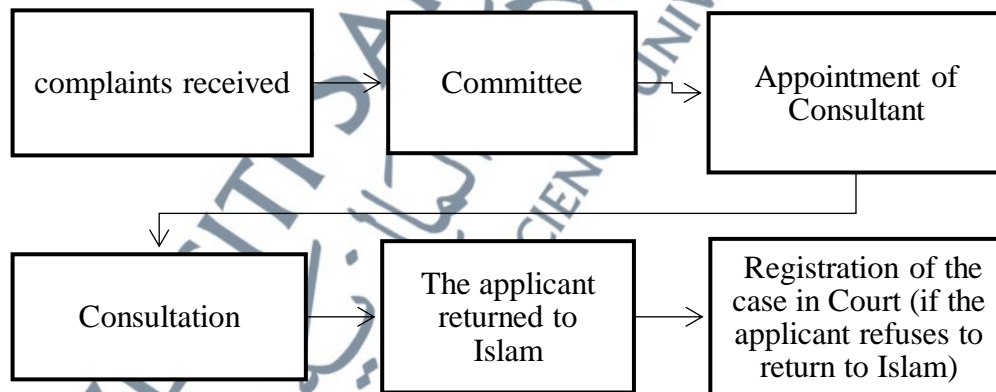 complaints received
Committee
Appointment of
Consultant
Consultation
The applicant
returned to
Islam
Registration of the
case in Court (if the
applicant refuses to
return to Islam)